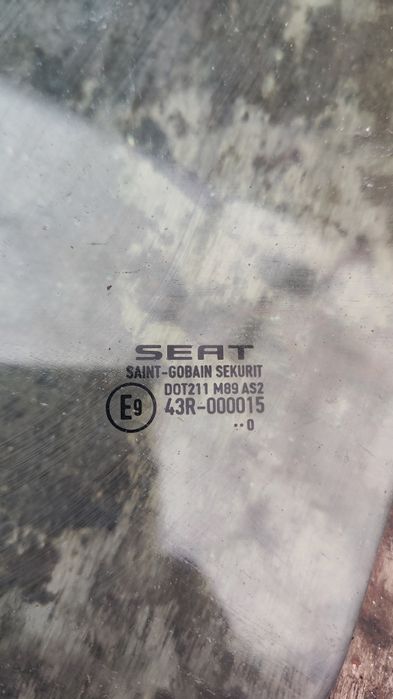 SEAT
SAINT-GOBAIN SEKURIT
DOT211 M89 AS2
E9 43R-000015
··0